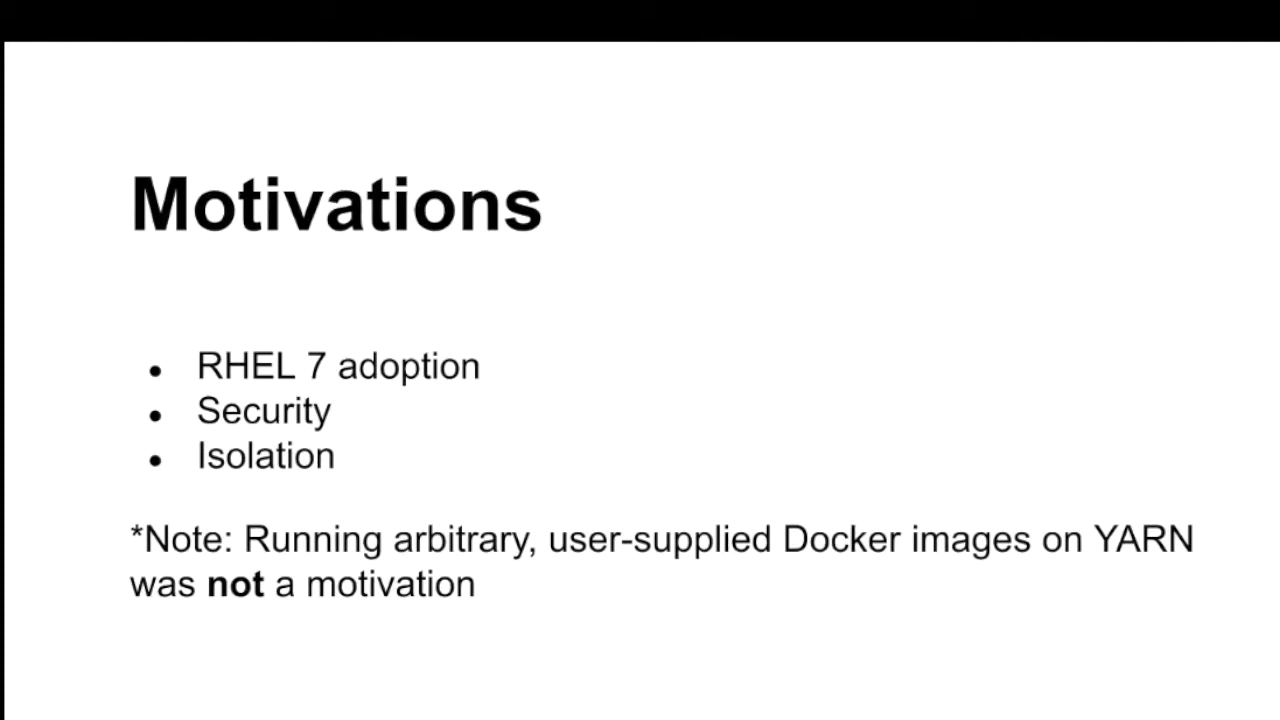 Motivations
● RHEL 7 adoption
● Security
● Isolation
*Note: Running arbitrary, user-supplied Docker images on YARN
was not a motivation